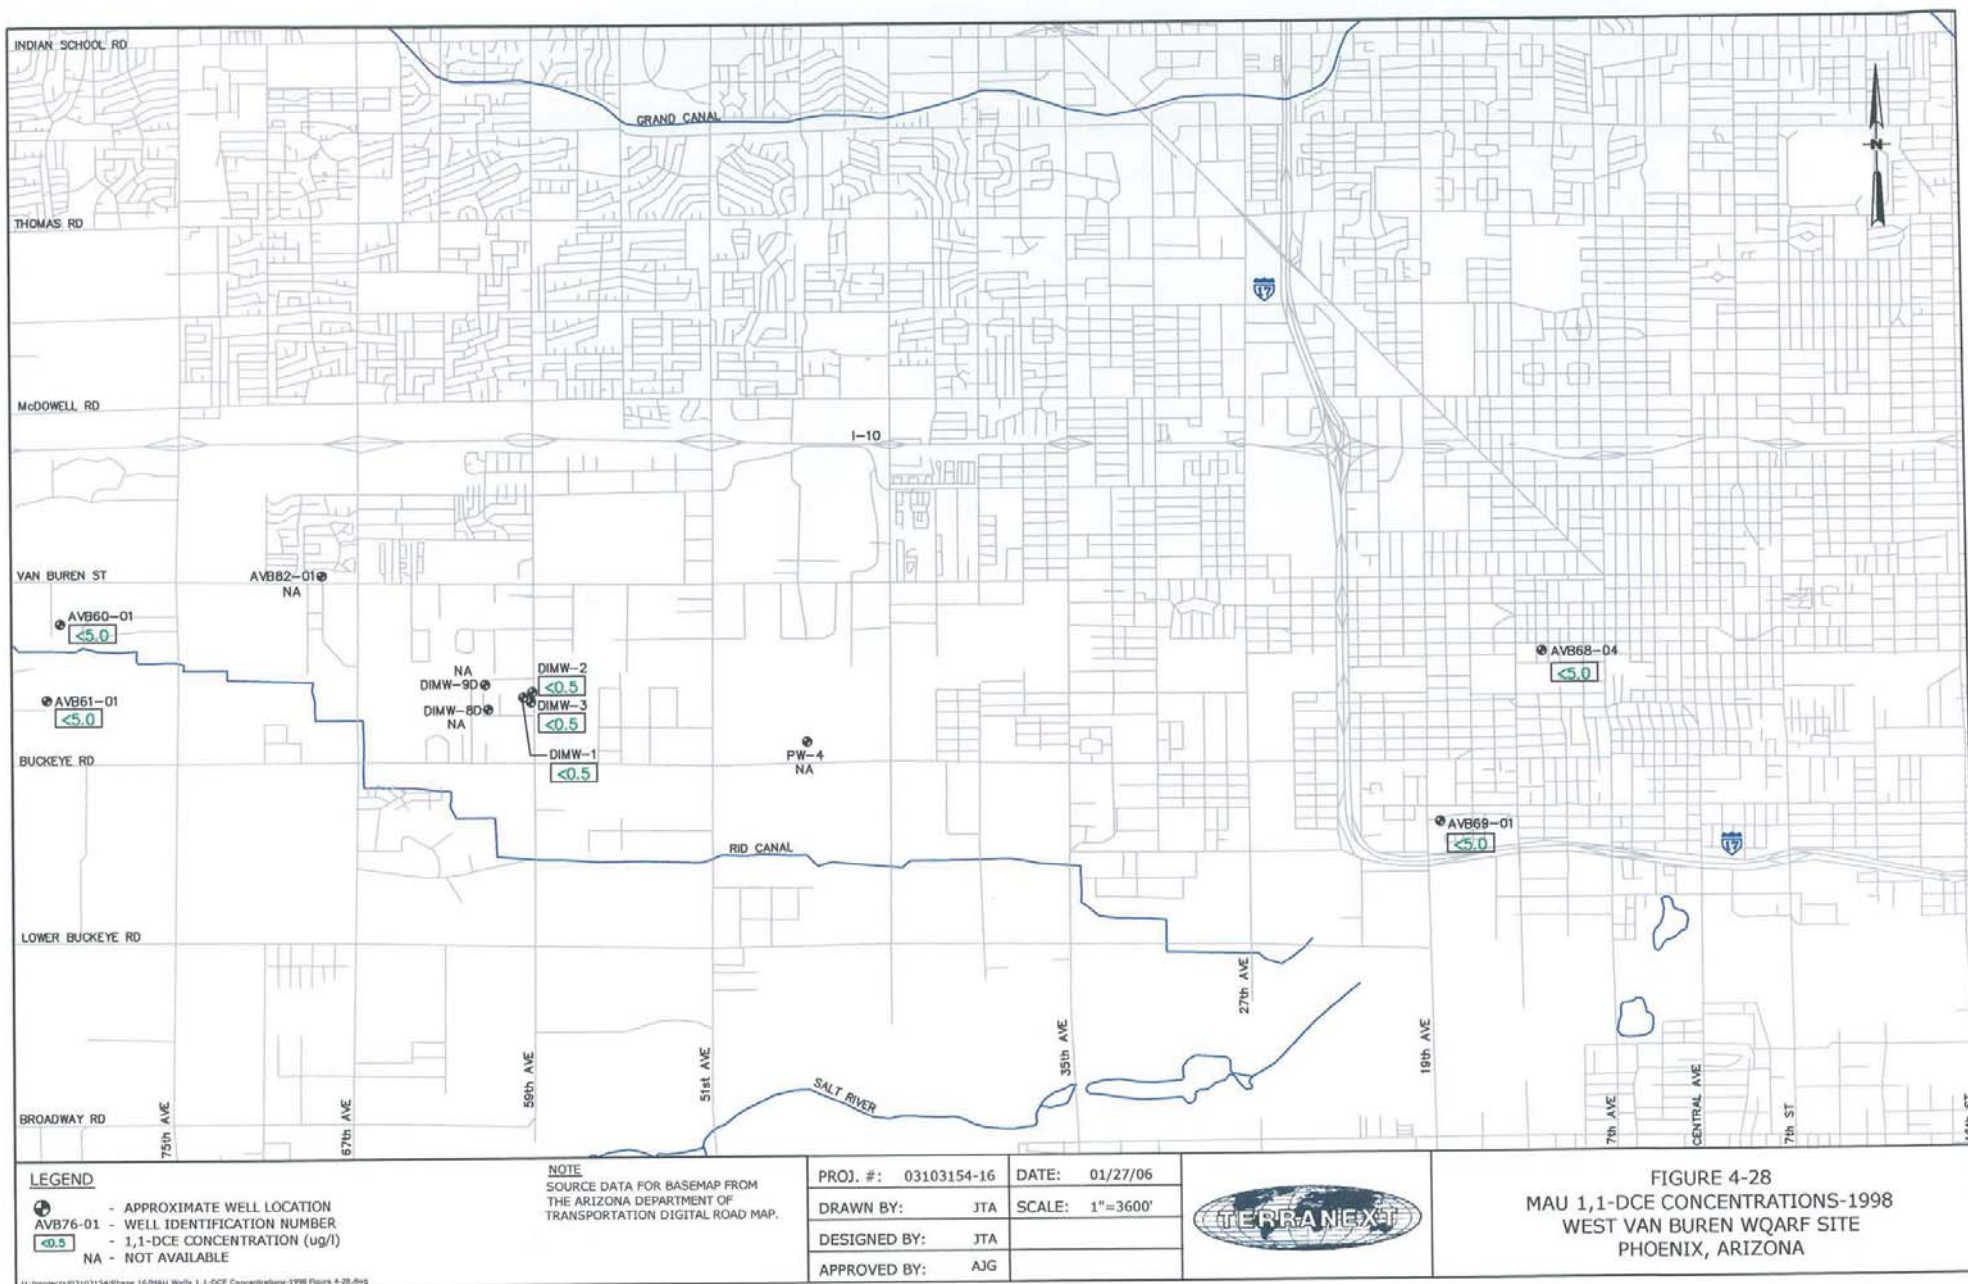 INDIAN SCHOOL RD
GRAND CANAL
N
THOMAS RD
17
McDOWELL RD
I-10
VAN BUREN ST
AVB82-01
NA
AVB60-01
<5.0
AVB68-04
<5.0
NA
DIMW-9D
DIMW-2
<0.5
DIMW-8D
NA
DIMW-3
<0.5
AVB61-01
<5.0
DIMW-1
<0.5
PW-4
NA
BUCKEYE RD
AVB69-01
<5.0
17
RID CANAL
LOWER BUCKEYE RD
27th AVE
SALT RIVER
BROADWAY RD
75th AVE
67th AVE
59th AVE
51st AVE
35th AVE
19th AVE
7th AVE
CENTRAL AVE
7th ST
LEGEND
- APPROXIMATE WELL LOCATION
AVB76-01 - WELL IDENTIFICATION NUMBER
<0.5 - 1,1-DCE CONCENTRATION (ug/l)
NA - NOT AVAILABLE
NOTE
SOURCE DATA FOR BASEMAP FROM
THE ARIZONA DEPARTMENT OF
TRANSPORTATION DIGITAL ROAD MAP.
PROJ. #: 03103154-16
DATE: 01/27/06
DRAWN BY: JTA
SCALE: 1"=3600'
DESIGNED BY: JTA
APPROVED BY: AJG
TERRANEXT
FIGURE 4-28
MAU 1,1-DCE CONCENTRATIONS-1998
WEST VAN BUREN WQARF SITE
PHOENIX, ARIZONA